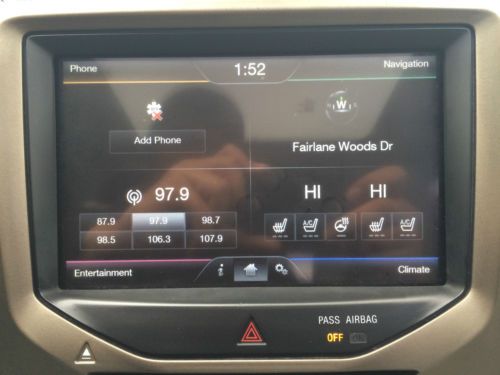 Phone 1:52 Navigation
W
Add Phone
Fairlane Woods Dr
97.9
HI HI
87.9 97.9 98.7
98.5 106.3 107.9
A/C A/C
Entertainment i Climate
PASS AIRBAG
OFF